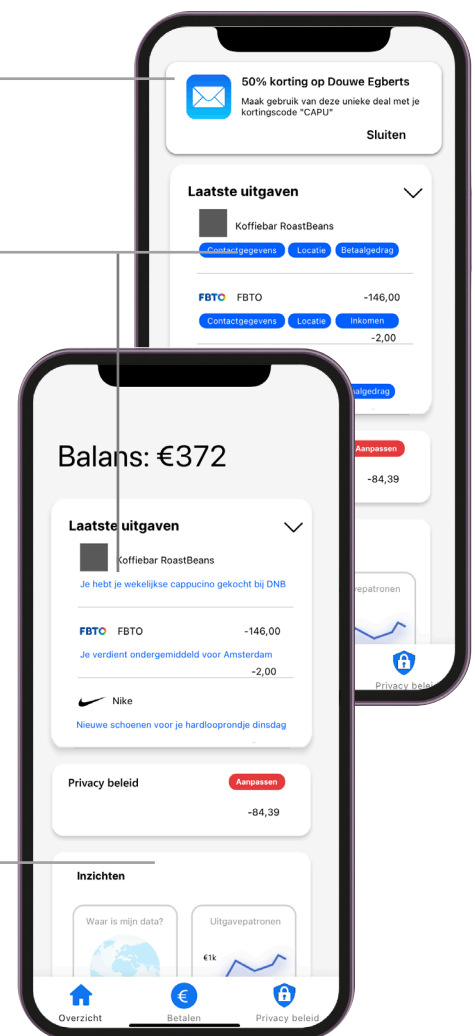 50% korting op Douwe Egberts
Maak gebruik van deze unieke deal met je
kortingscode "CAPU"
Sluiten
Laatste uitgaven
Koffiebar RoastBeans
Contactgegevens Locatie Betaalgedrag
FBTO FBTO -146,00
Contactgegevens Locatie Inkomen
-2,00
Aanpassen
-84,39
Privacy
Balans: €372
Laatste uitgaven
Koffiebar RoastBeans
Je hebt je wekelijkse cappucino gekocht bij DNB
FBTO FBTO -146,00
Je verdient ondergemiddeld voor Amsterdam
-2,00
Nike
Nieuwe schoenen voor je hardlooprondje dinsdag
Privacy beleid Aanpassen
-84,39
Inzichten
Waar is mijn data? Uitgavepatronen
€1k
€
Overzicht Betalen Privacy beleid